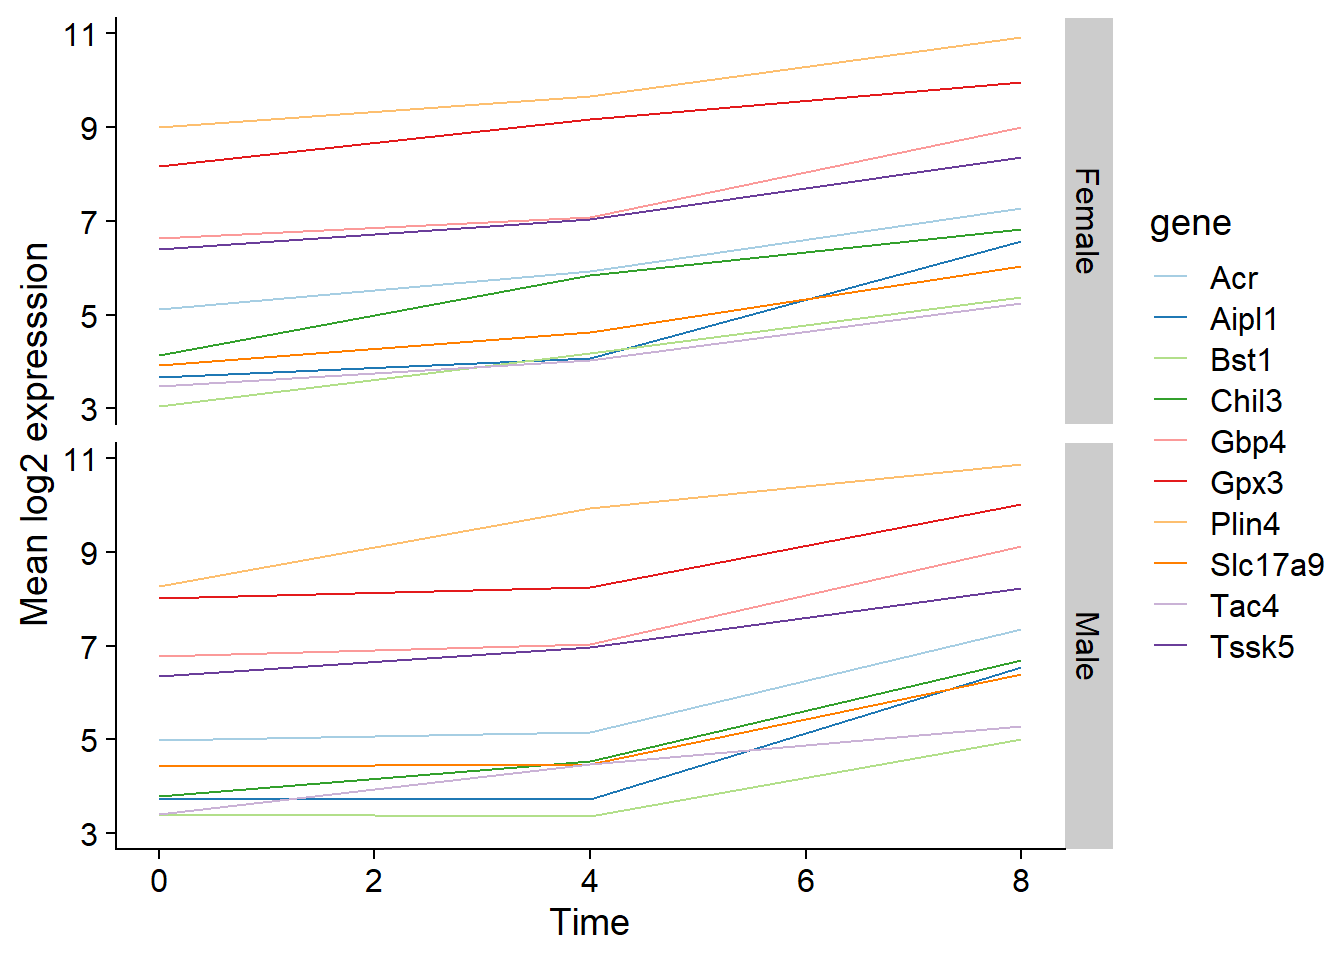 Mean log2 expresssion
11
9
7
5
3
Female
11
9
7
5
3
Male
0 2 4 6 8
Time
gene
Acr
Aipl1
Bst1
Chil3
Gbp4
Gpx3
Plin4
Slc17a9
Tac4
Tssk5